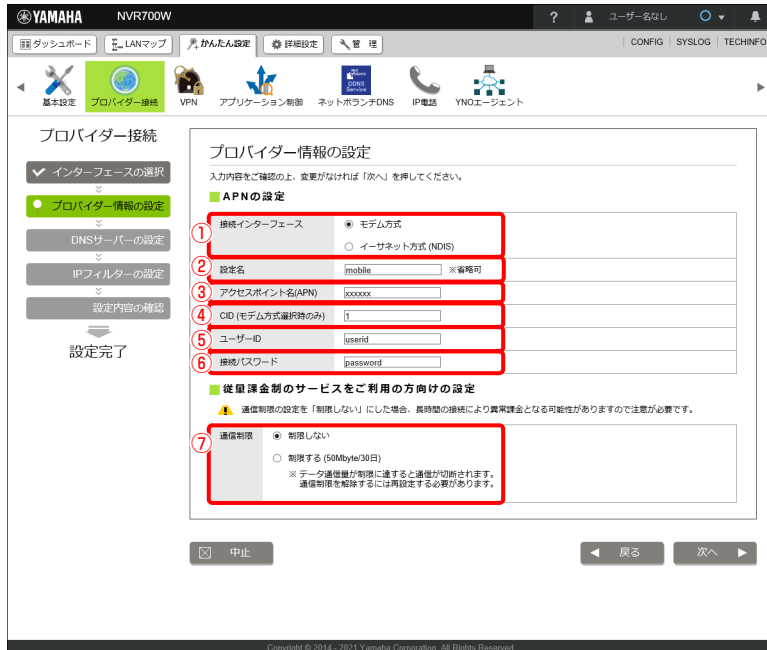 YAMAHA NVR700W ? ユーザー名なし
ダッシュボード LANマップ かんたん設定 詳細設定 管理 CONFIG | SYSLOG | TECHINFO
基本設定 プロバイダー接続 VPN アプリケーション制御 ネットボランチDNS IP電話 YNOエージェント
DDNS Service
プロバイダー接続
インターフェースの選択
プロバイダー情報の設定
DNSサーバーの設定
IPフィルターの設定
設定内容の確認
設定完了
プロバイダー情報の設定
入力内容をご確認の上、変更がなければ「次へ」を押してください。
APNの設定
① 接続インターフェース モデム方式
イーサネット方式 (NDIS)
② 設定名 mobile ※省略可
③ アクセスポイント名(APN) xxxxxx
④ CID (モデム方式選択時のみ) 1
⑤ ユーザーID userid
⑥ 接続パスワード password
従量課金制のサービスをご利用の方向けの設定
通信制限の設定を「制限しない」にした場合、長時間の接続により異常課金となる可能性がありますので注意が必要です。
⑦ 通信制限 制限しない
制限する (50Mbyte/30日)
※ データ通信量が制限に達すると通信が切断されます。
通信制限を解除するには再設定する必要があります。
中止 戻る 次へ
Copyright © 2014 - 2021 Yamaha Corporation. All Rights Reserved.